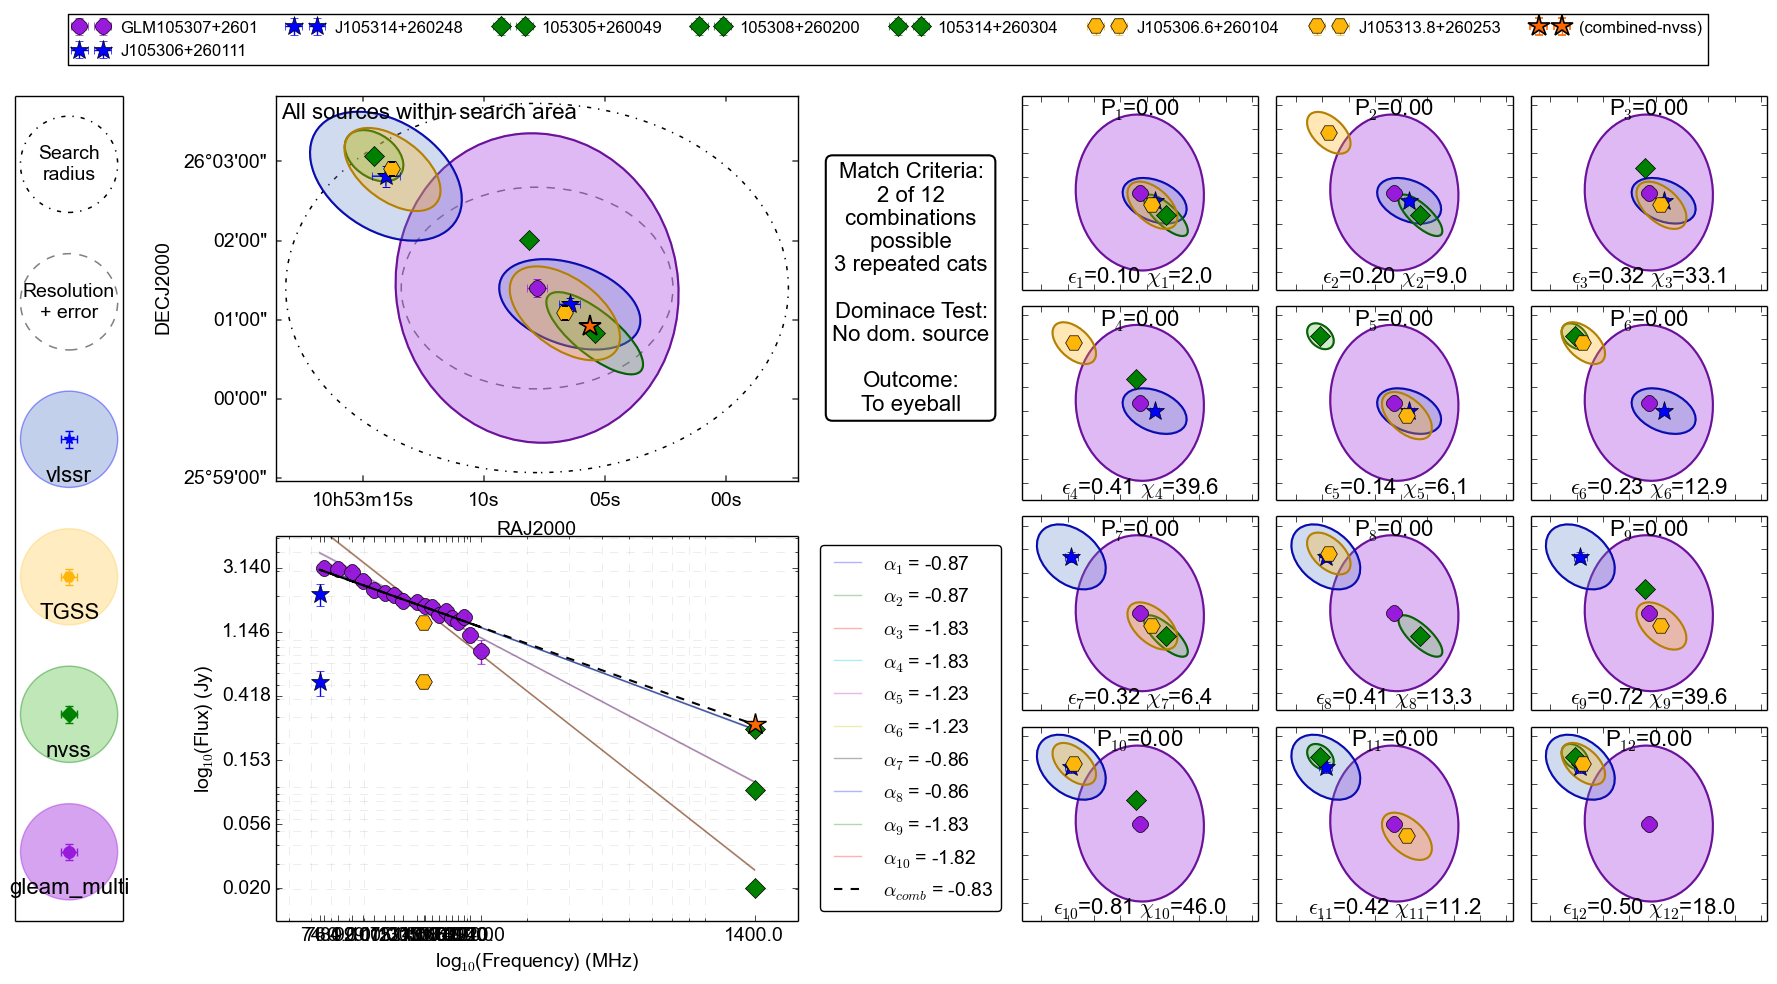 GLM105307+2601 J105314+260248 105305+260049 105308+260200 105314+260304 J105306.6+260104 J105313.8+260253 (combined-nvss)
J105306+260111
Search
radius
Resolution
+ error
vlssr
TGSS
nvss
gleam_multi
All sources within search area
DECJ2000
26°03'00"
02'00"
01'00"
00'00"
25°59'00"
10h53m15s 10s 05s 00s
RAJ2000
Match Criteria:
2 of 12
combinations
possible
3 repeated cats
Dominace Test:
No dom. source
Outcome:
To eyeball
log₁₀(Flux) (Jy)
3.140
1.146
0.418
0.153
0.056
0.020
1400.0
log₁₀(Frequency) (MHz)
α₁ = -0.87
α₂ = -0.87
α₃ = -1.83
α₄ = -1.83
α₅ = -1.23
α₆ = -1.23
α₇ = -0.86
α₈ = -0.86
α₉ = -1.83
α₁₀ = -1.82
α_comb = -0.83
P₁=0.00
ϵ₁=0.10 χ₁=2.0
P₂=0.00
ϵ₂=0.20 χ₂=9.0
P₃=0.00
ϵ₃=0.32 χ₃=33.1
P₄=0.00
ϵ₄=0.41 χ₄=39.6
P₅=0.00
ϵ₅=0.14 χ₅=6.1
P₆=0.00
ϵ₆=0.23 χ₆=12.9
P₇=0.00
ϵ₇=0.32 χ₇=6.4
P₈=0.00
ϵ₈=0.41 χ₈=13.3
P₉=0.00
ϵ₉=0.72 χ₉=39.6
P₁₀=0.00
ϵ₁₀=0.81 χ₁₀=46.0
P₁₁=0.00
ϵ₁₁=0.42 χ₁₁=11.2
P₁₂=0.00
ϵ₁₂=0.50 χ₁₂=18.0